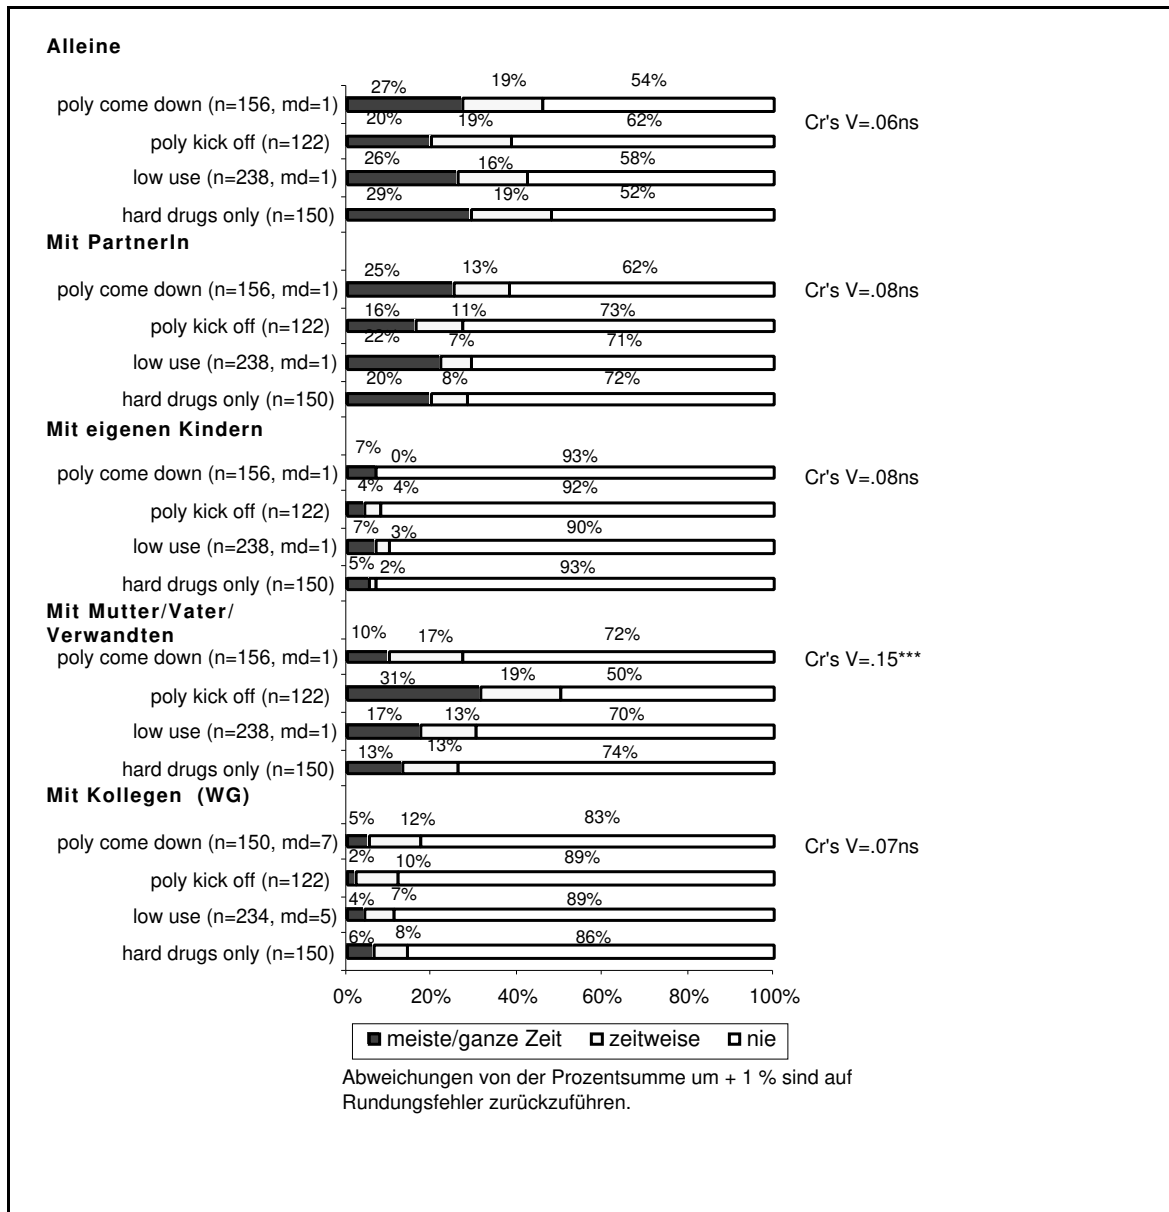 Alleine
27% 19% 54%
poly come down (n=156, md=1)
Cr's V=.06ns
20% 19% 62%
poly kick off (n=122)
26% 16% 58%
low use (n=238, md=1)
29% 19% 52%
hard drugs only (n=150)
Mit PartnerIn
25% 13% 62%
poly come down (n=156, md=1)
Cr's V=.08ns
16% 11% 73%
poly kick off (n=122)
22% 7% 71%
low use (n=238, md=1)
20% 8% 72%
hard drugs only (n=150)
Mit eigenen Kindern
7% 0% 93%
poly come down (n=156, md=1)
Cr's V=.08ns
4% 4% 92%
poly kick off (n=122)
7% 3% 90%
low use (n=238, md=1)
5% 2% 93%
hard drugs only (n=150)
Mit Mutter/Vater/
Verwandten
10% 17% 72%
poly come down (n=156, md=1)
Cr's V=.15***
31% 19% 50%
poly kick off (n=122)
17% 13% 70%
low use (n=238, md=1)
13% 13% 74%
hard drugs only (n=150)
Mit Kollegen (WG)
5% 12% 83%
poly come down (n=150, md=7)
Cr's V=.07ns
2% 10% 89%
poly kick off (n=122)
4% 7% 89%
low use (n=234, md=5)
6% 8% 86%
hard drugs only (n=150)
0% 20% 40% 60% 80% 100%
meiste/ganze Zeit zeitweise nie
Abweichungen von der Prozentsumme um + 1 % sind auf
Rundungsfehler zurückzuführen.